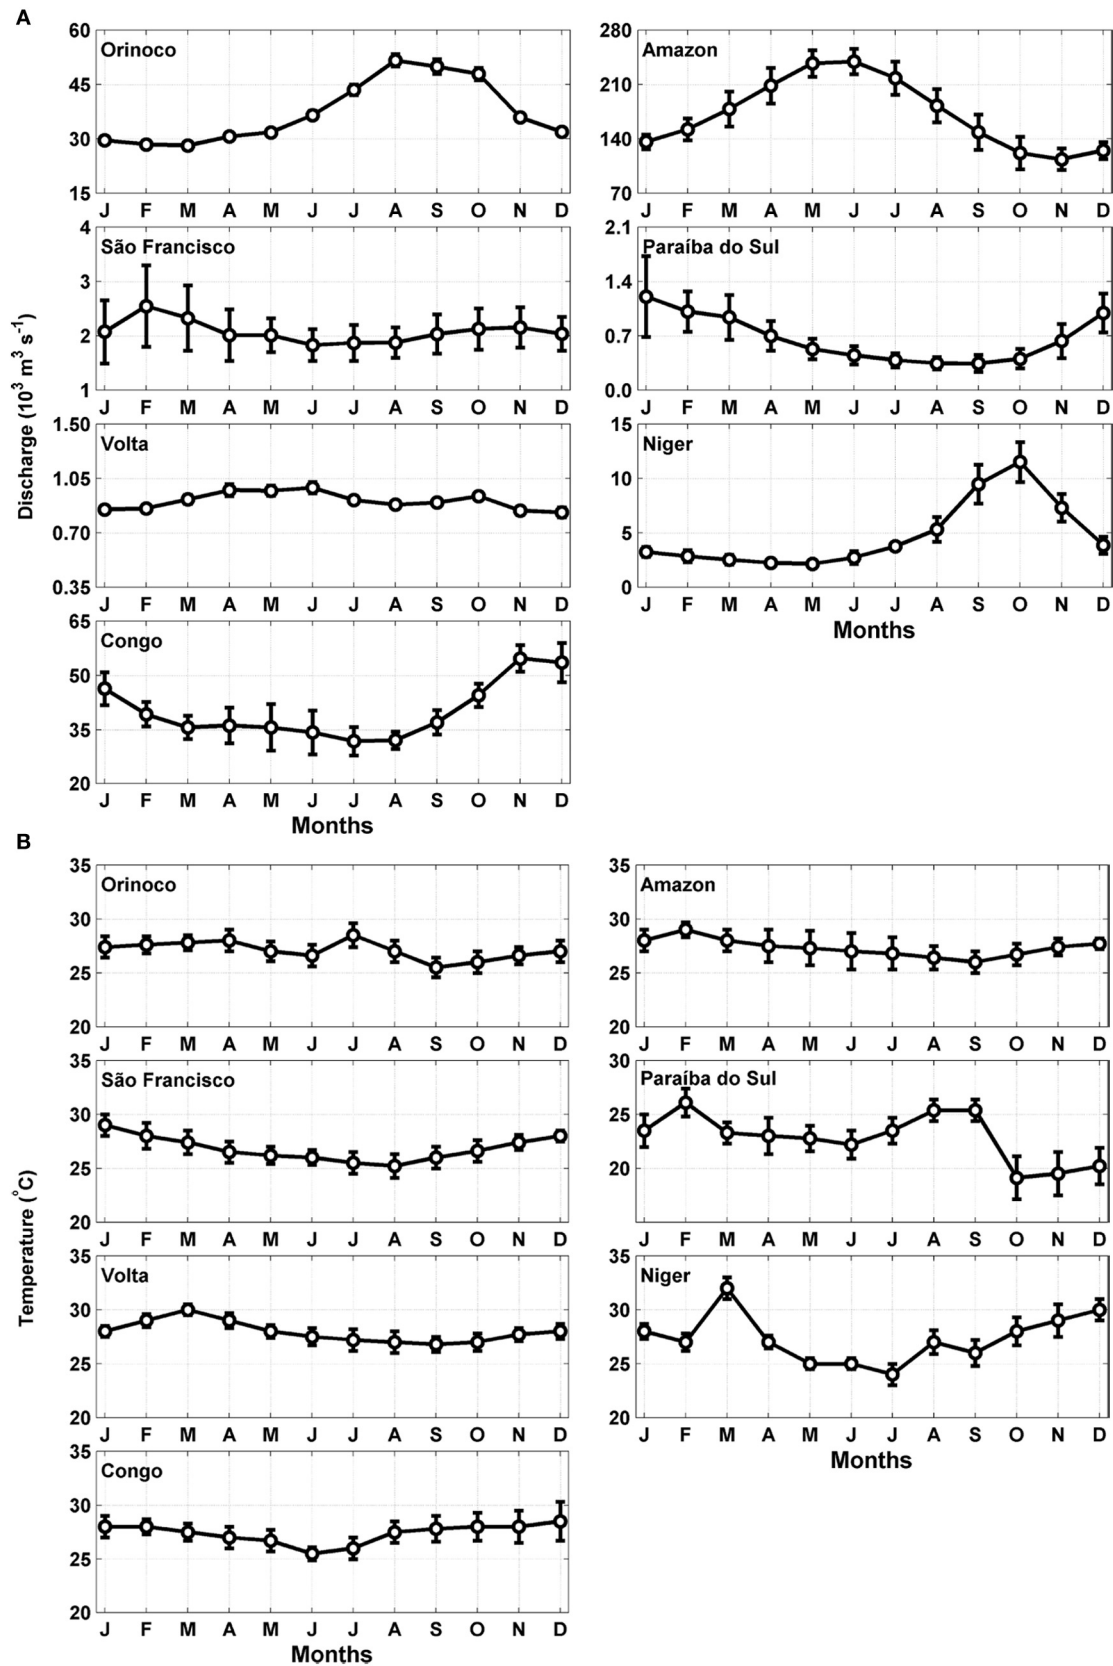 A
Discharge (10³ m³ s⁻¹)
Orinoco
60
45
30
15
J F M A M J J A S O N D
Amazon
280
210
140
70
J F M A M J J A S O N D
São Francisco
4
3
2
1
J F M A M J J A S O N D
Paraíba do Sul
2.1
1.4
0.7
0.0
J F M A M J J A S O N D
Volta
1.50
1.05
0.70
0.35
J F M A M J J A S O N D
Niger
15
10
5
0
J F M A M J J A S O N D
Months
Congo
65
50
35
20
J F M A M J J A S O N D
Months
B
Temperature (°C)
Orinoco
35
30
25
20
J F M A M J J A S O N D
Amazon
35
30
25
20
J F M A M J J A S O N D
São Francisco
35
30
25
20
J F M A M J J A S O N D
Paraíba do Sul
30
25
20
J F M A M J J A S O N D
Volta
35
30
25
20
J F M A M J J A S O N D
Niger
35
30
25
20
J F M A M J J A S O N D
Months
Congo
35
30
25
20
J F M A M J J A S O N D
Months